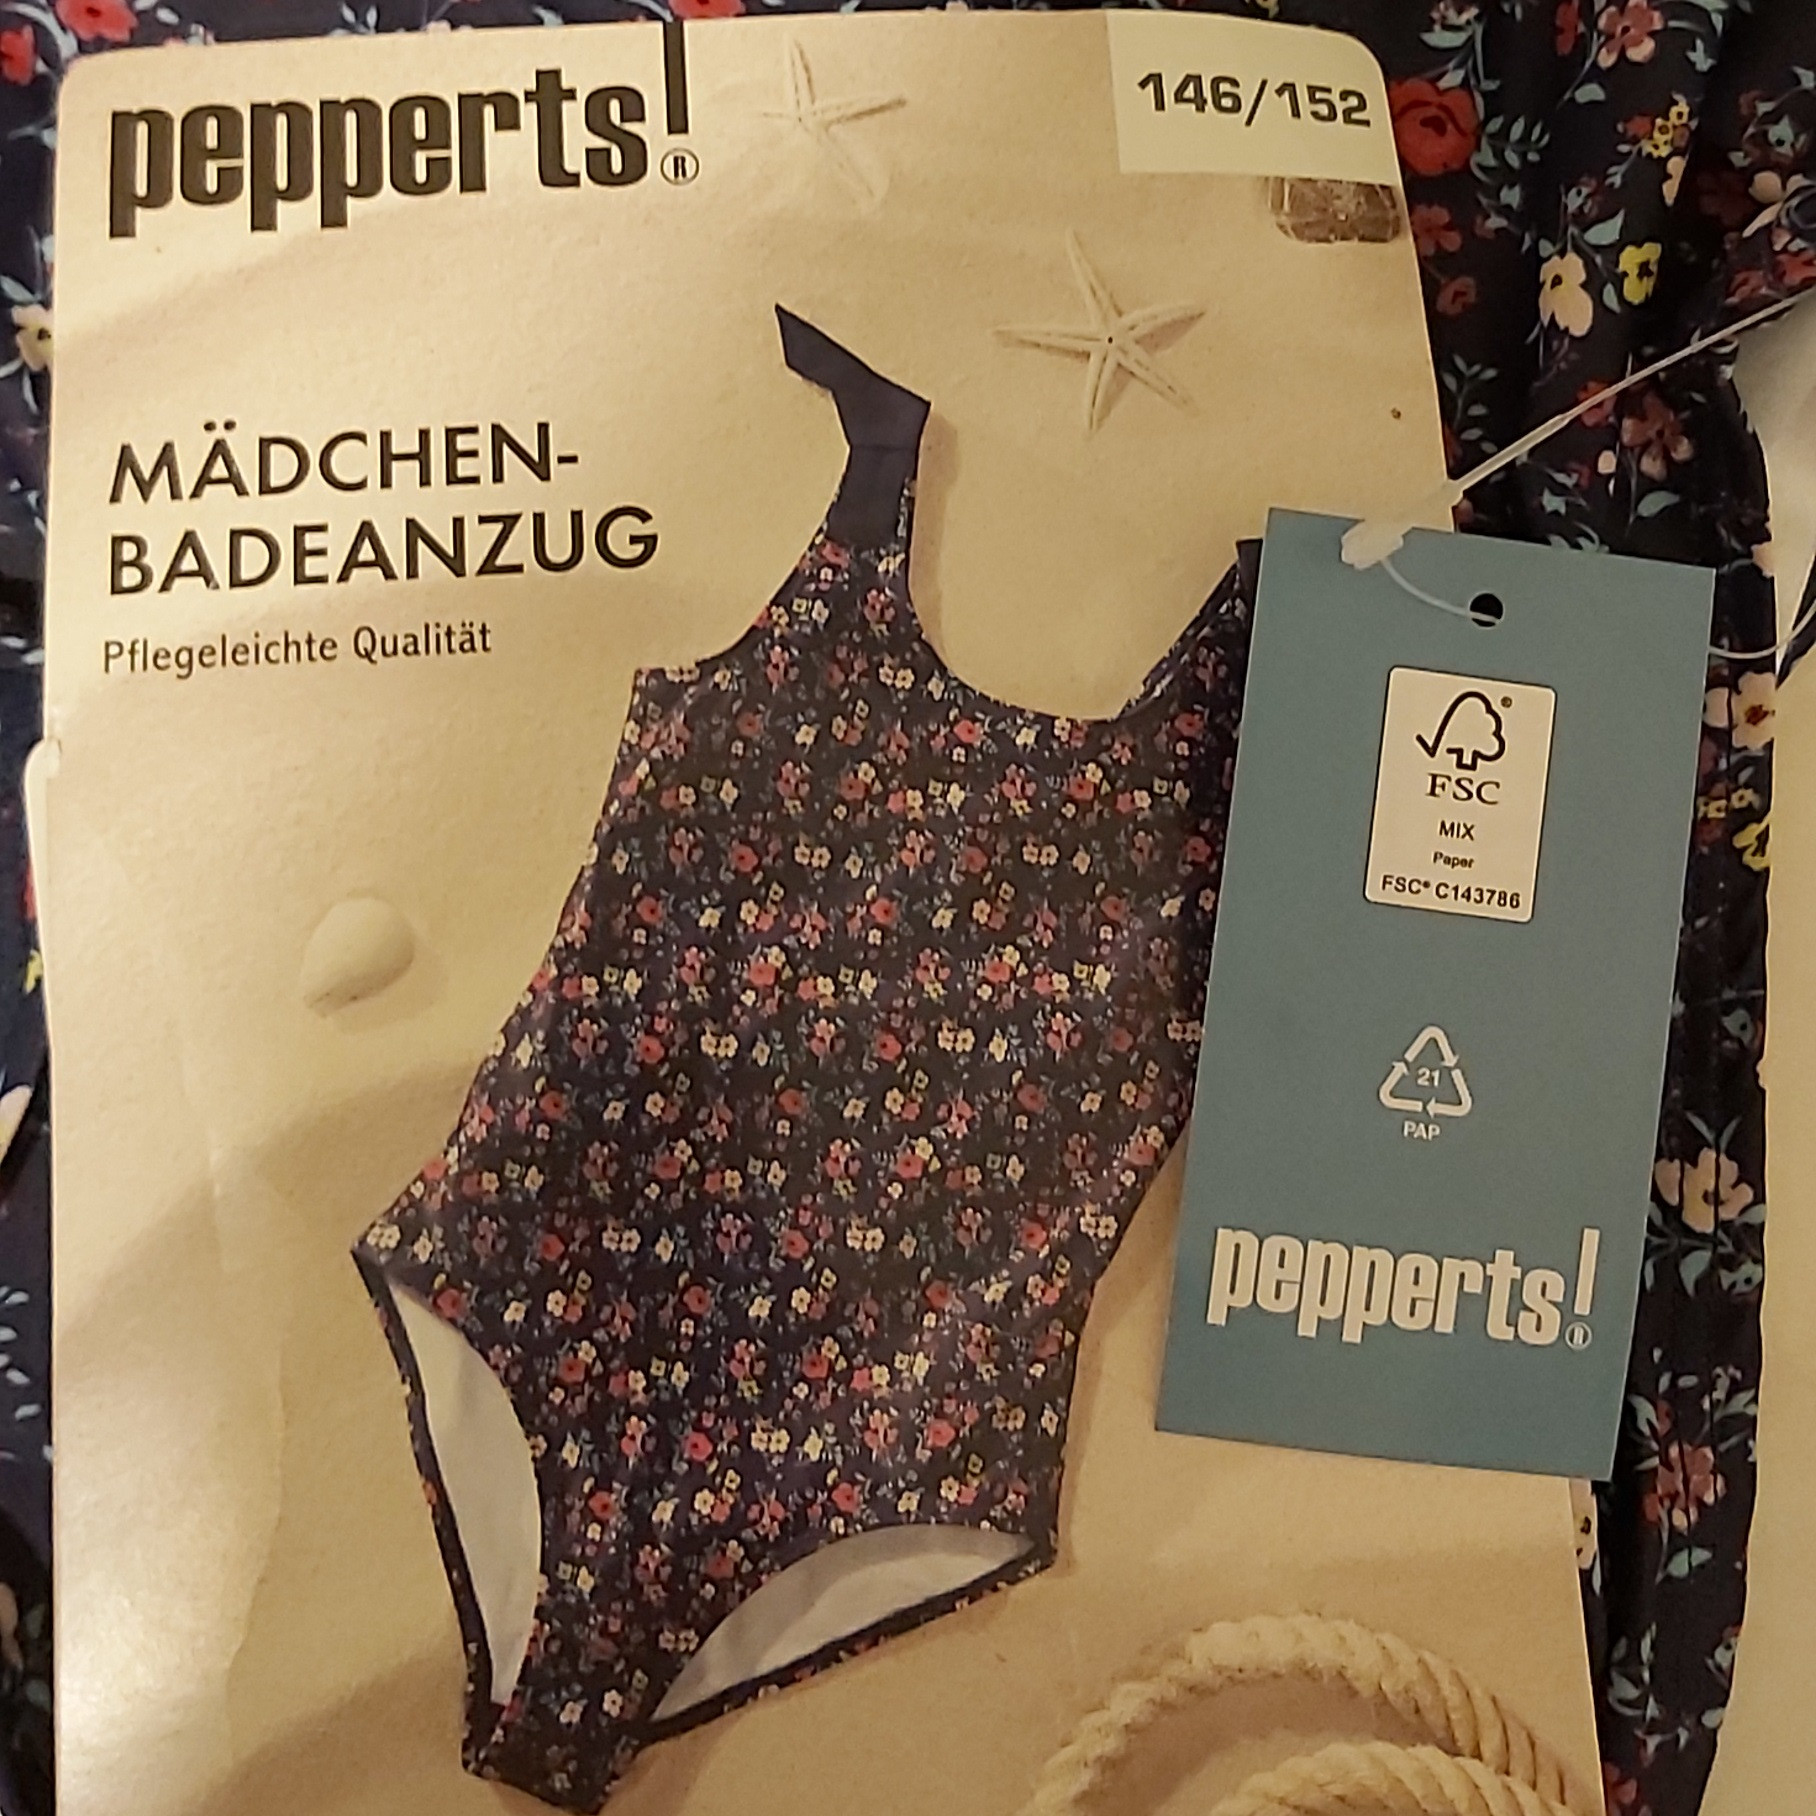 pepperts!®
146/152
MÄDCHEN-
BADEANZUG
Pflegeleichte Qualität
®
FSC
MIX
Paper
FSC® C143786
21
PAP
pepperts!®